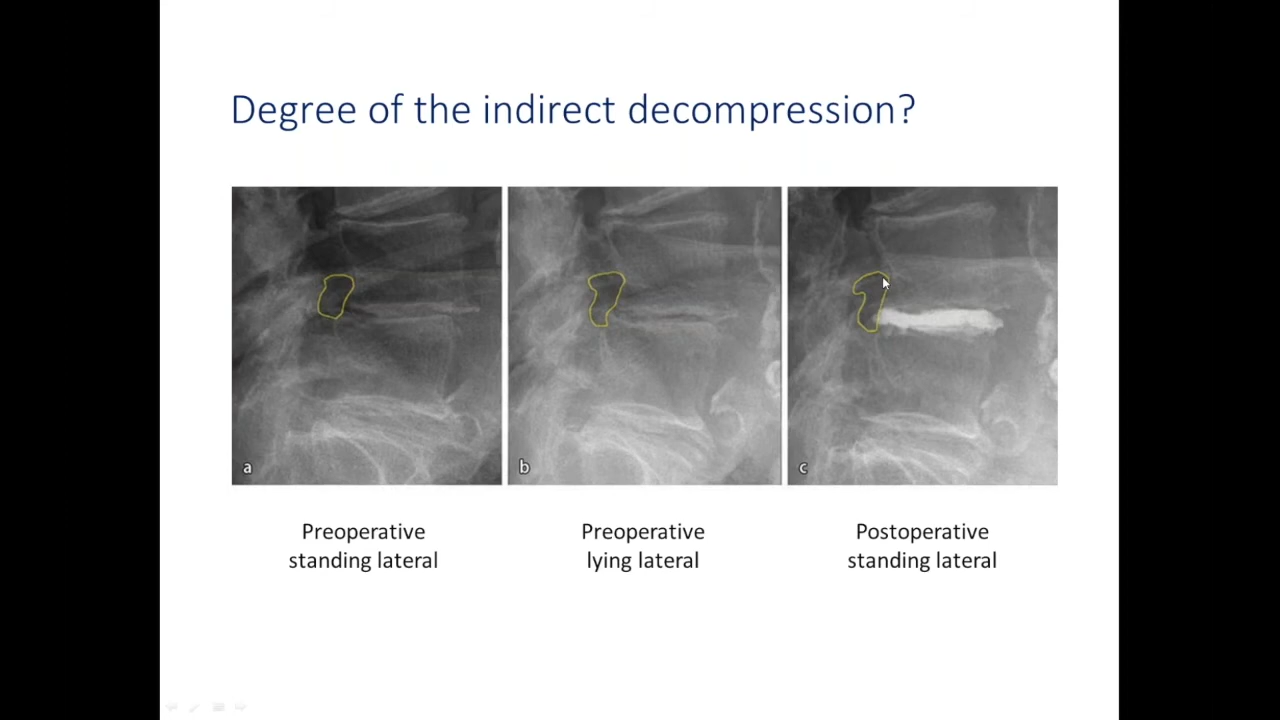 Degree of the indirect decompression?
a
b
c
Preoperative
standing lateral
Preoperative
lying lateral
Postoperative
standing lateral